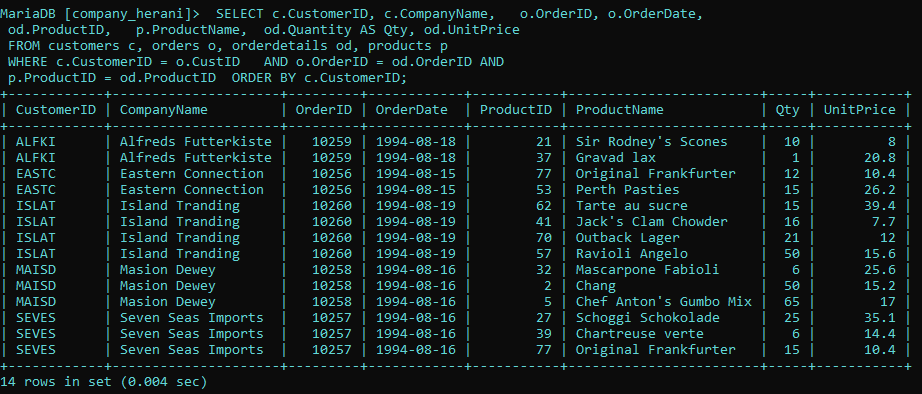 MariaDB [company_herani]>  SELECT c.CustomerID, c.CompanyName,   o.OrderID, o.OrderDate,
 od.ProductID,   p.ProductName,  od.Quantity AS Qty, od.UnitPrice
 FROM customers c, orders o, orderdetails od, products p
 WHERE c.CustomerID = o.CustID   AND o.OrderID = od.OrderID AND
 p.ProductID = od.ProductID  ORDER BY c.CustomerID;
+------------+---------------------+---------+------------+-----------+------------------------+-----+-----------+
| CustomerID | CompanyName         | OrderID | OrderDate  | ProductID | ProductName            | Qty | UnitPrice |
+------------+---------------------+---------+------------+-----------+------------------------+-----+-----------+
| ALFKI      | Alfreds Futterkiste |   10259 | 1994-08-18 |        21 | Sir Rodney's Scones    |  10 |         8 |
| ALFKI      | Alfreds Futterkiste |   10259 | 1994-08-18 |        37 | Gravad lax             |   1 |      20.8 |
| EASTC      | Eastern Connection  |   10256 | 1994-08-15 |        77 | Original Frankfurter   |  12 |      10.4 |
| EASTC      | Eastern Connection  |   10256 | 1994-08-15 |        53 | Perth Pasties          |  15 |      26.2 |
| ISLAT      | Island Tranding     |   10260 | 1994-08-19 |        62 | Tarte au sucre         |  15 |      39.4 |
| ISLAT      | Island Tranding     |   10260 | 1994-08-19 |        41 | Jack's Clam Chowder    |  16 |       7.7 |
| ISLAT      | Island Tranding     |   10260 | 1994-08-19 |        70 | Outback Lager          |  21 |        12 |
| ISLAT      | Island Tranding     |   10260 | 1994-08-19 |        57 | Ravioli Angelo         |  50 |      15.6 |
| MAISD      | Masion Dewey        |   10258 | 1994-08-16 |        32 | Mascarpone Fabioli     |   6 |      25.6 |
| MAISD      | Masion Dewey        |   10258 | 1994-08-16 |         2 | Chang                  |  50 |      15.2 |
| MAISD      | Masion Dewey        |   10258 | 1994-08-16 |         5 | Chef Anton's Gumbo Mix |  65 |        17 |
| SEVES      | Seven Seas Imports  |   10257 | 1994-08-16 |        27 | Schoggi Schokolade     |  25 |      35.1 |
| SEVES      | Seven Seas Imports  |   10257 | 1994-08-16 |        39 | Chartreuse verte       |   6 |      14.4 |
| SEVES      | Seven Seas Imports  |   10257 | 1994-08-16 |        77 | Original Frankfurter   |  15 |      10.4 |
+------------+---------------------+---------+------------+-----------+------------------------+-----+-----------+
14 rows in set (0.004 sec)